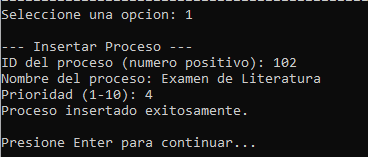 Seleccione una opcion: 1
--- Insertar Proceso ---
ID del proceso (numero positivo): 102
Nombre del proceso: Examen de Literatura
Prioridad (1-10): 4
Proceso insertado exitosamente.
Presione Enter para continuar...